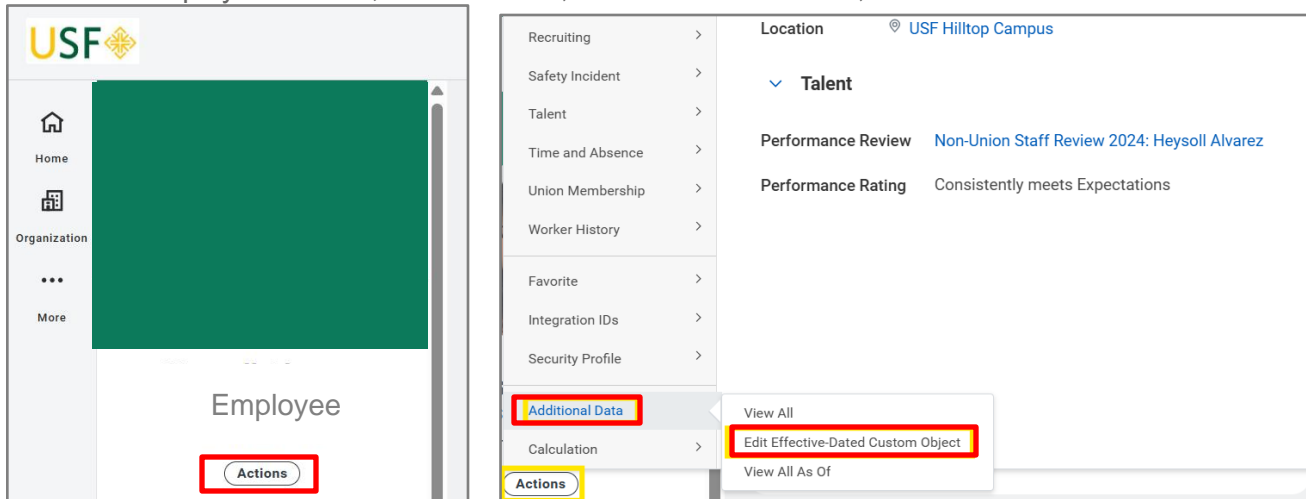 USF
Home
Organization
More
Employee
Actions
Recruiting
Safety Incident
Talent
Time and Absence
Union Membership
Worker History
Favorite
Integration IDs
Security Profile
Additional Data
Calculation
Actions
Location USF Hilltop Campus
Talent
Performance Review Non-Union Staff Review 2024: Heysoll Alvarez
Performance Rating Consistently meets Expectations
View All
Edit Effective-Dated Custom Object
View All As Of